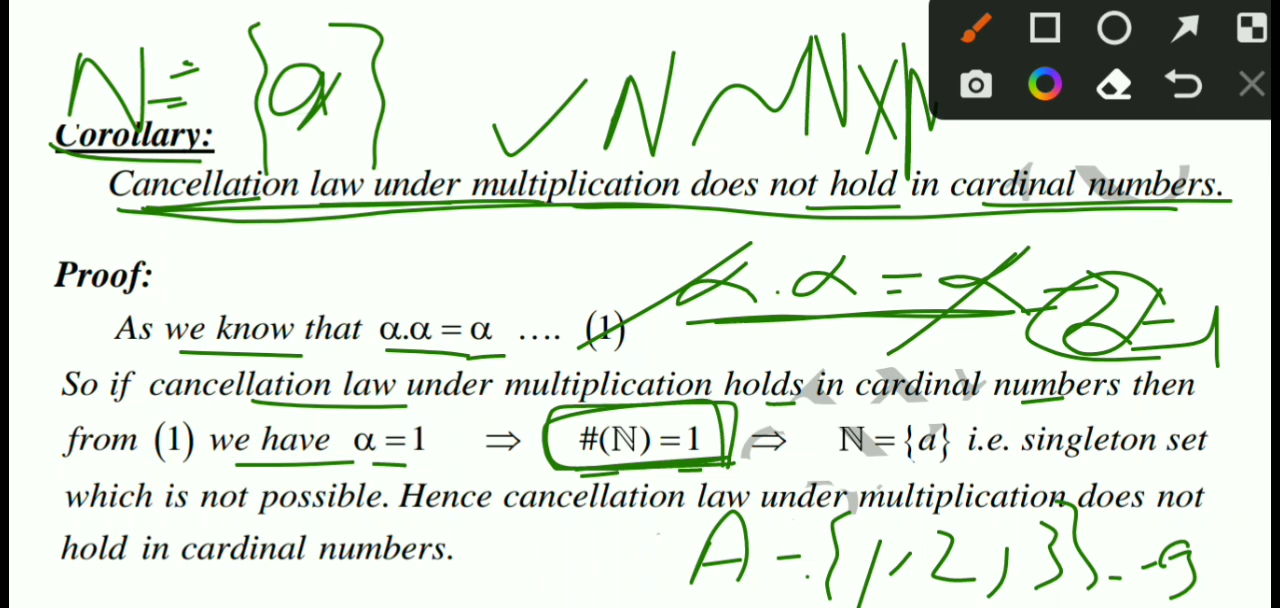 N = {a} ✓ N ~ N×N
Corollary:
Cancellation law under multiplication does not hold in cardinal numbers.
Proof:
α . α = α
As we know that α.α = α .... (1)
So if cancellation law under multiplication holds in cardinal numbers then
from (1) we have α = 1 ⇒ #(ℕ) = 1 ⇒ ℕ = {a} i.e. singleton set
which is not possible. Hence cancellation law under multiplication does not
hold in cardinal numbers.
A = {1, 2, 3}